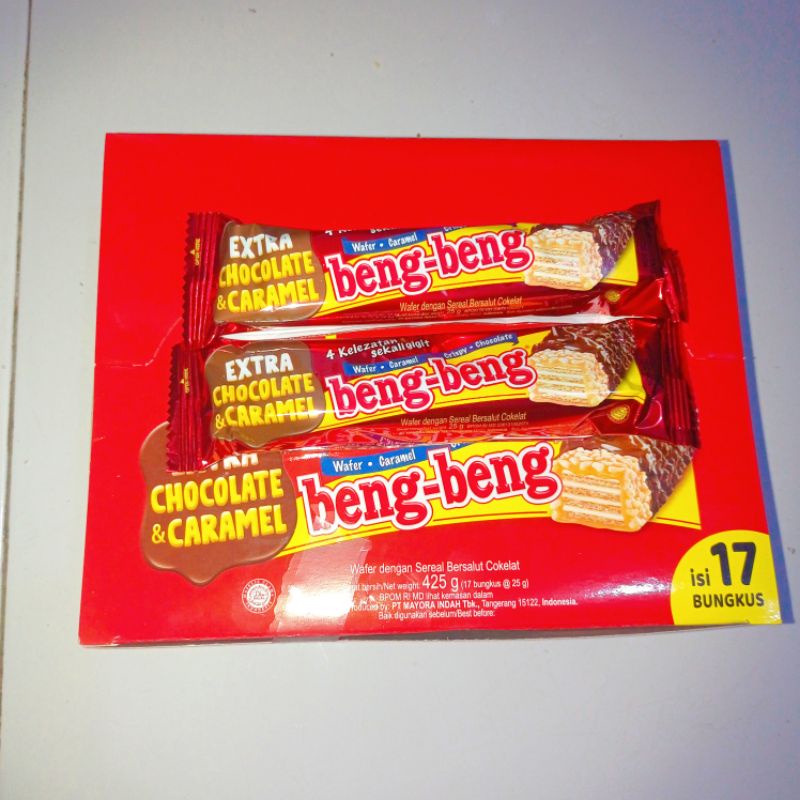 EXTRA
CHOCOLATE
& CARAMEL
Wafer • Caramel
beng-beng
Wafer dengan Sereal Bersalut Cokelat
EXTRA
CHOCOLATE
& CARAMEL
4 Kelezatan
sekali gigit
Wafer • Caramel
Crispy • Chocolate
beng-beng
Wafer dengan Sereal Bersalut Cokelat
25 g
CHOCOLATE
& CARAMEL
Wafer • Caramel
beng-beng
Wafer dengan Sereal Bersalut Cokelat
bersih/Net weight: 425 g (17 bungkus @ 25 g)
BPOM RI MD lihat kemasan dalam
by: PT MAYORA INDAH Tbk., Tangerang 15122, Indonesia.
Baik digunakan sebelum/Best before:
isi 17
BUNGKUS